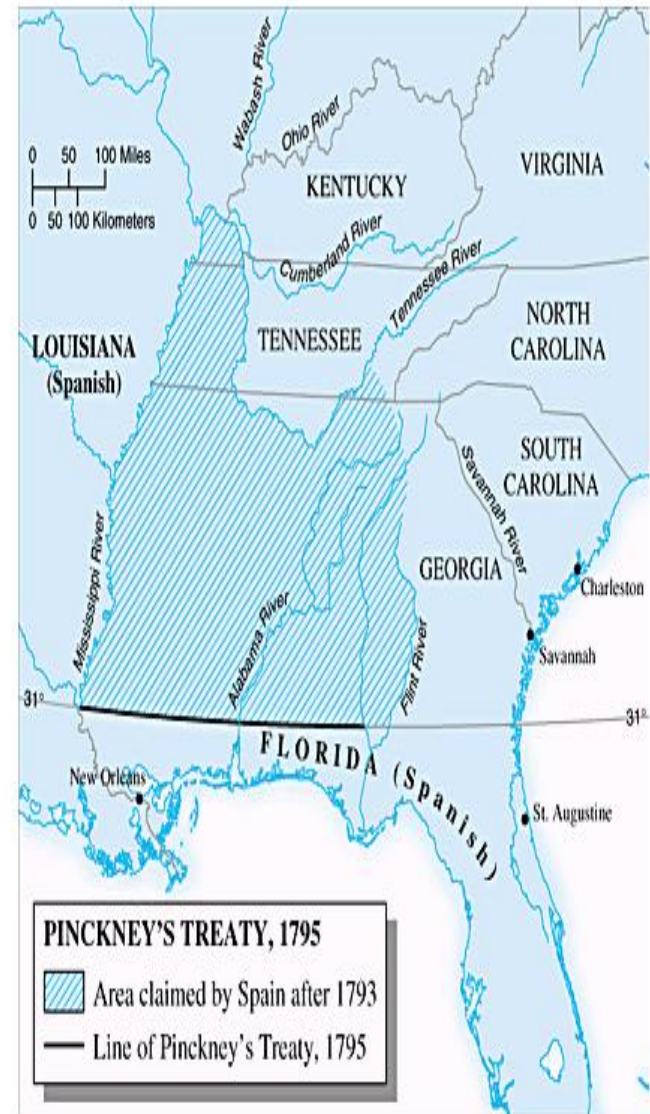 Wabash River
Ohio River
0 50 100 Miles
0 50 100 Kilometers
KENTUCKY
VIRGINIA
Cumberland River
Tennessee River
TENNESSEE
NORTH
CAROLINA
LOUISIANA
(Spanish)
SOUTH
CAROLINA
Savannah River
GEORGIA
Charleston
Mississippi River
Alabama River
Flint River
Savannah
31°
31°
FLORIDA (Spanish)
New Orleans
St. Augustine
PINCKNEY'S TREATY, 1795
Area claimed by Spain after 1793
Line of Pinckney's Treaty, 1795